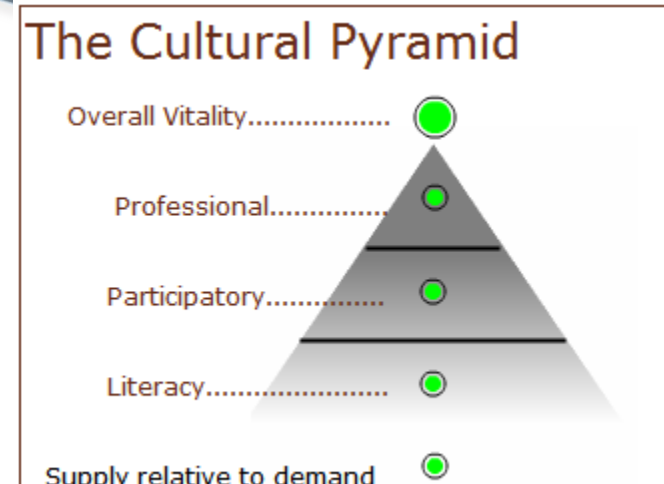 The Cultural Pyramid
Overall Vitality.................
Professional..............
Participatory..............
Literacy......................
Supply relative to demand